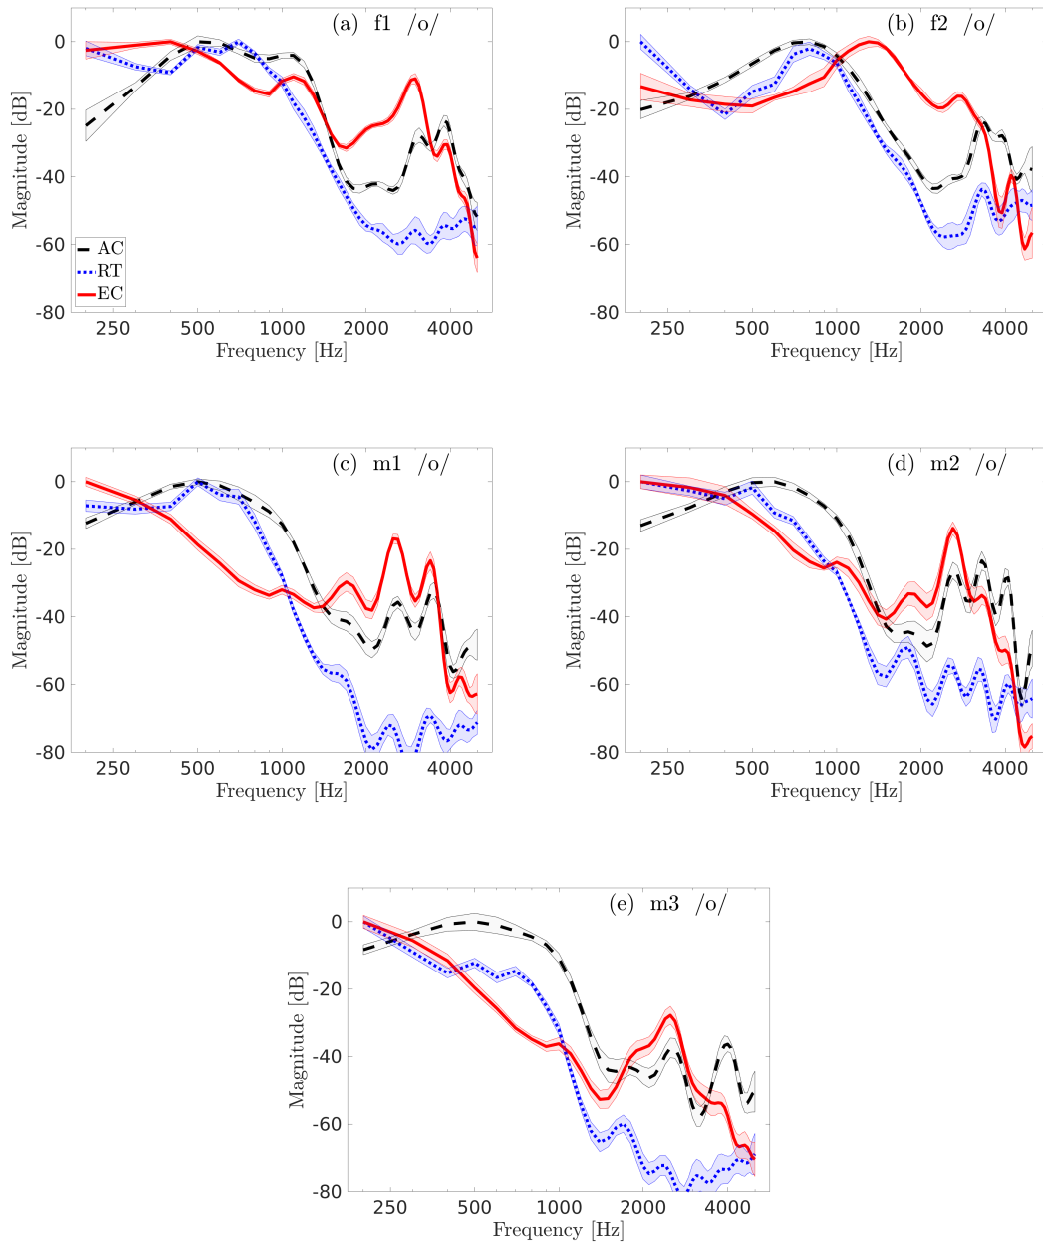 (a) f1 /o/
0
-20
-40
-60
-80
Magnitude [dB]
AC
RT
EC
250 500 1000 2000 4000
Frequency [Hz]
(b) f2 /o/
0
-20
-40
-60
-80
Magnitude [dB]
250 500 1000 2000 4000
Frequency [Hz]
(c) m1 /o/
0
-20
-40
-60
-80
Magnitude [dB]
250 500 1000 2000 4000
Frequency [Hz]
(d) m2 /o/
0
-20
-40
-60
-80
Magnitude [dB]
250 500 1000 2000 4000
Frequency [Hz]
(e) m3 /o/
0
-20
-40
-60
-80
Magnitude [dB]
250 500 1000 2000 4000
Frequency [Hz]